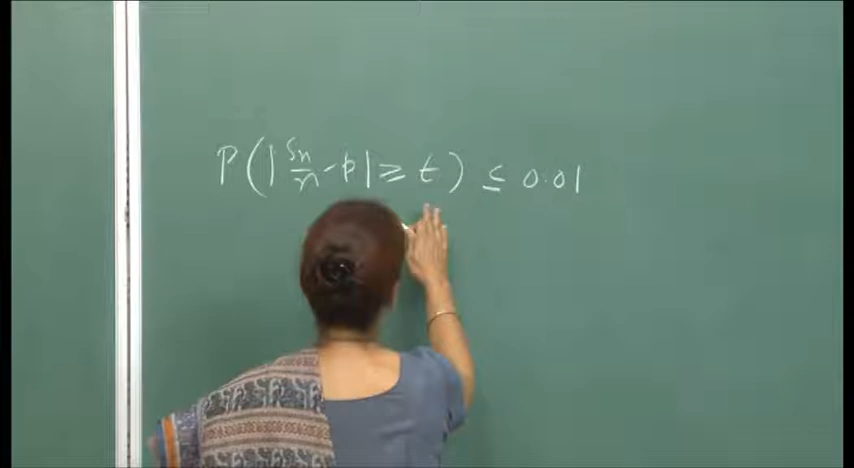 P(|Sn/n - p| ≥ t) ≤ 0.01